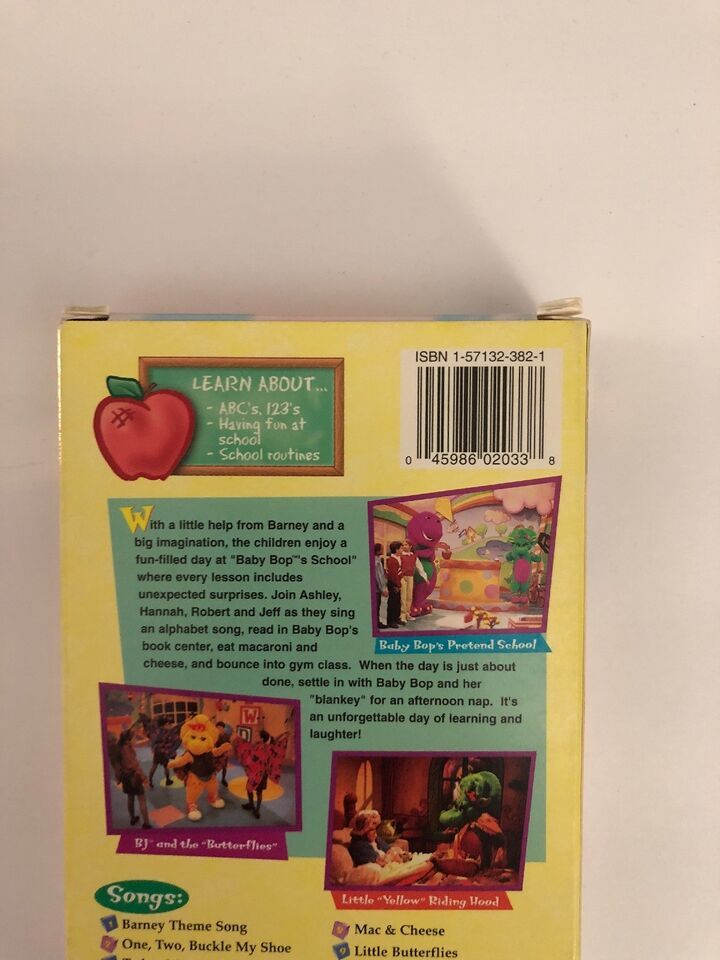 LEARN ABOUT...
- ABC's, 123's
- Having fun at
school
- School routines
ISBN 1-57132-382-1
0 45986 02033 8
With a little help from Barney and a
big imagination, the children enjoy a
fun-filled day at "Baby Bop™'s School"
where every lesson includes
unexpected surprises. Join Ashley,
Hannah, Robert and Jeff as they sing
an alphabet song, read in Baby Bop's
book center, eat macaroni and
cheese, and bounce into gym class. When the day is just about
done, settle in with Baby Bop and her
"blankey" for an afternoon nap. It's
an unforgettable day of learning and
laughter!
Baby Bop's Pretend School
W
BJ™ and the "Butterflies"
Little "Yellow" Riding Hood
Songs:
Barney Theme Song
One, Two, Buckle My Shoe
Mac & Cheese
Little Butterflies